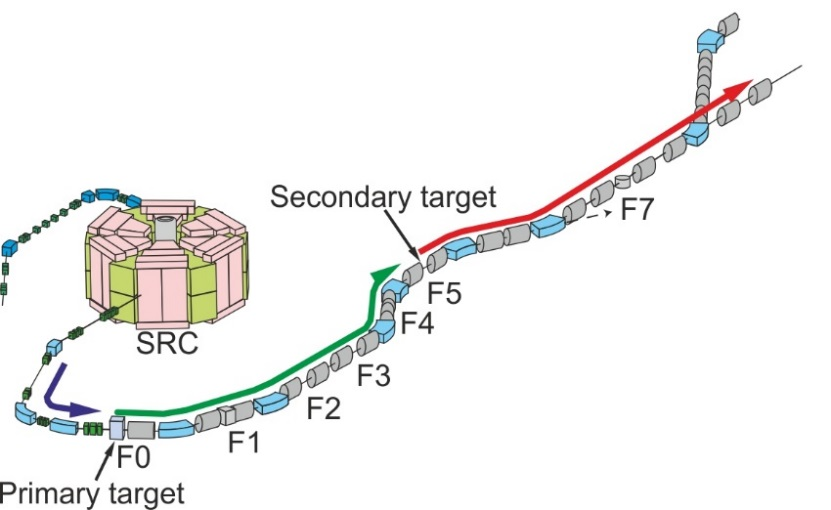 Secondary target
F7
F5
SRC
F4
F3
F2
F1
F0
Primary target